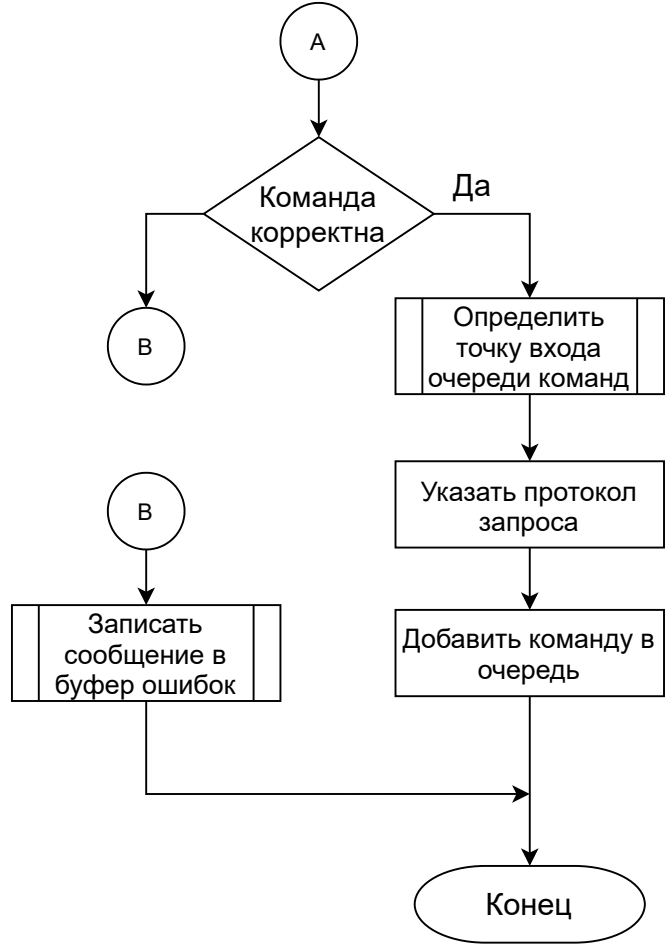 A
Команда
корректна
Да
B
Определить
точку входа
очереди команд
Указать протокол
запроса
B
Записать
сообщение в
буфер ошибок
Добавить команду в
очередь
Конец